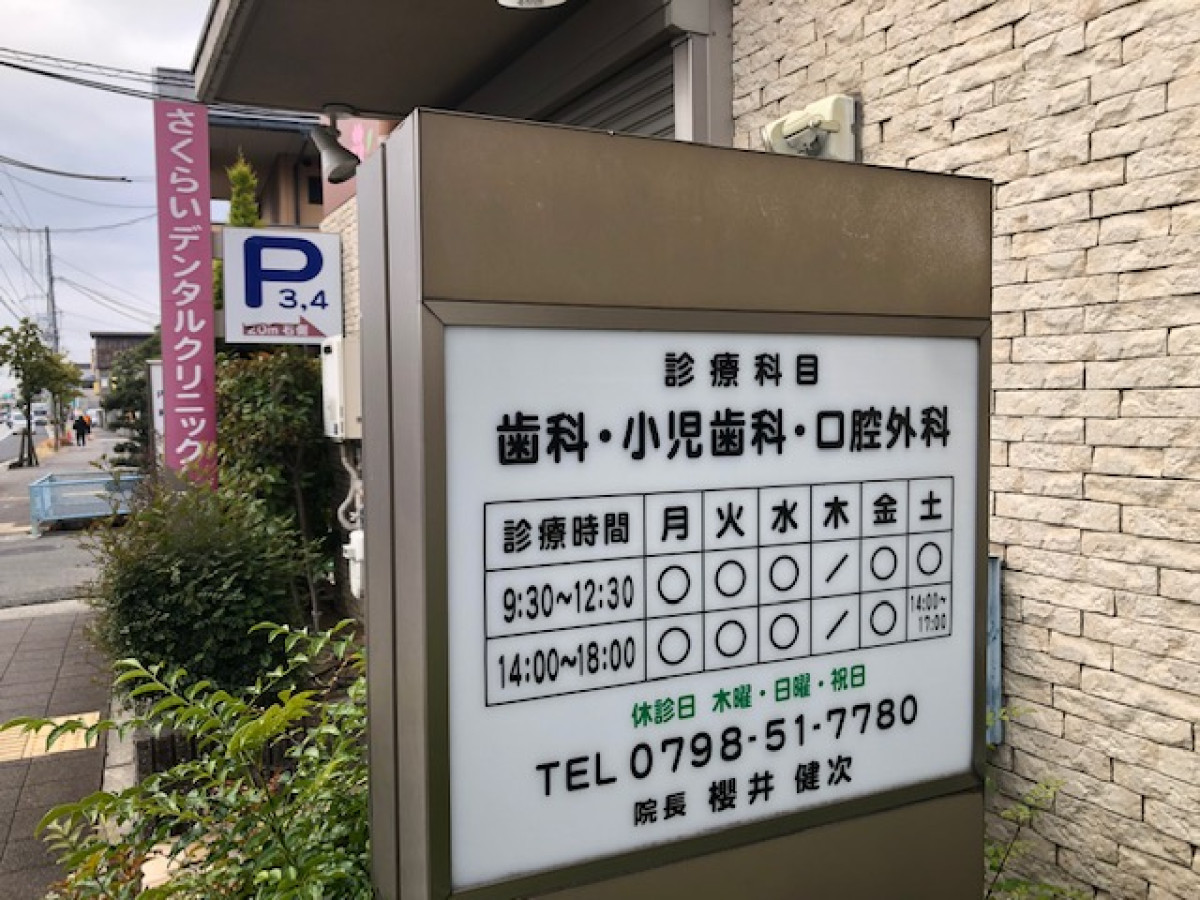 さくらいデンタルクリニック
P
3,4
20m 右側
診療科目
歯科・小児歯科・口腔外科
診療時間 月 火 水 木 金 土
9:30~12:30 ○ ○ ○ / ○ ○
14:00~18:00 ○ ○ ○ / ○ 14:00~17:00
休診日 木曜・日曜・祝日
TEL 0798-51-7780
院長 櫻井 健次